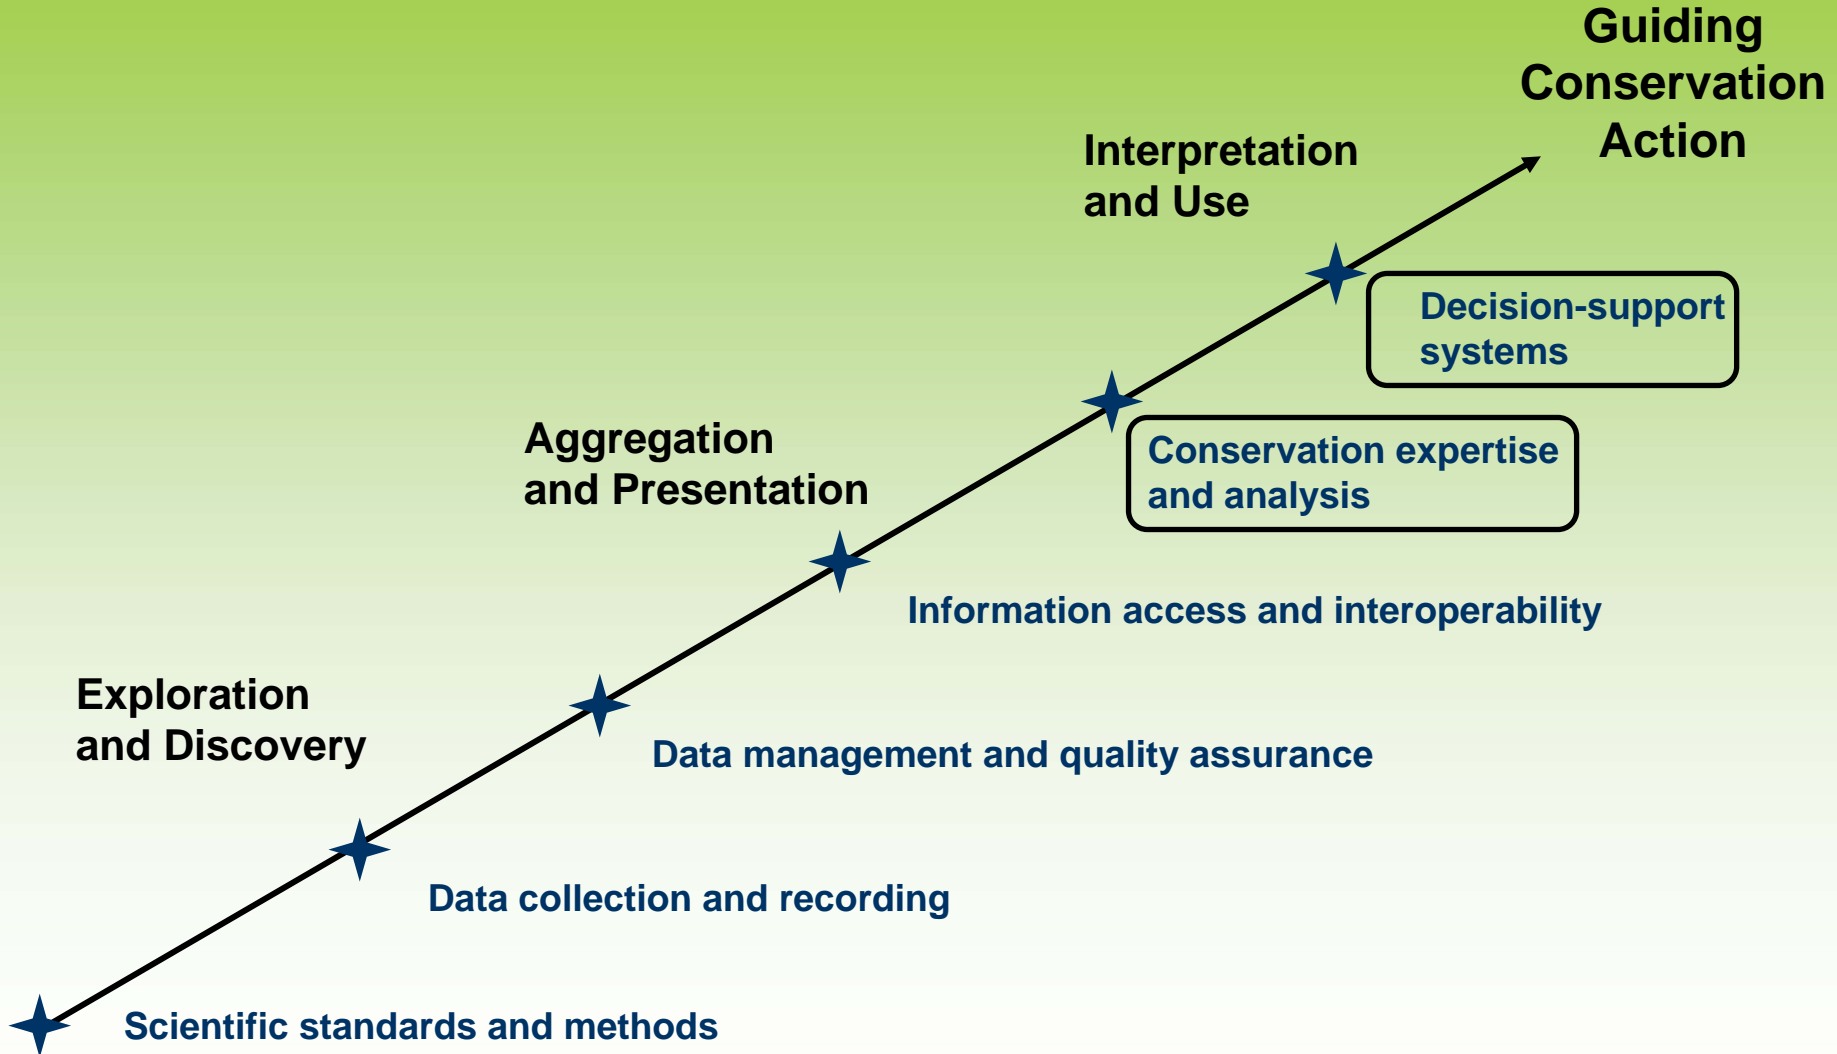 Guiding
Conservation
Action
Interpretation
and Use
Decision-support
systems
Aggregation
and Presentation
Conservation expertise
and analysis
Information access and interoperability
Exploration
and Discovery
Data management and quality assurance
Data collection and recording
Scientific standards and methods